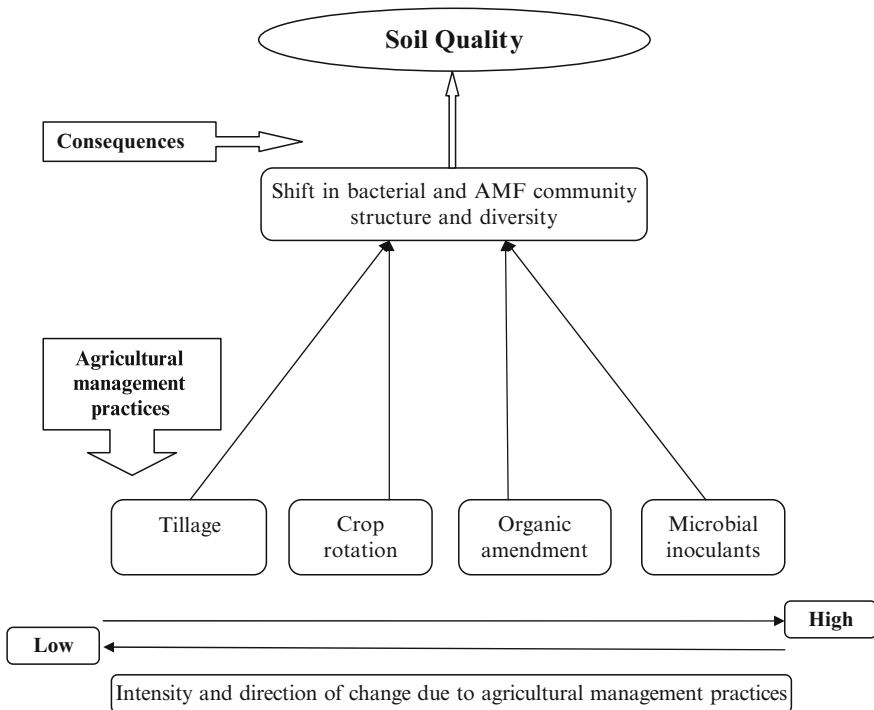 Soil Quality
Consequences
Shift in bacterial and AMF community
structure and diversity
Agricultural
management
practices
Tillage
Crop
rotation
Organic
amendment
Microbial
inoculants
High
Low
Intensity and direction of change due to agricultural management practices